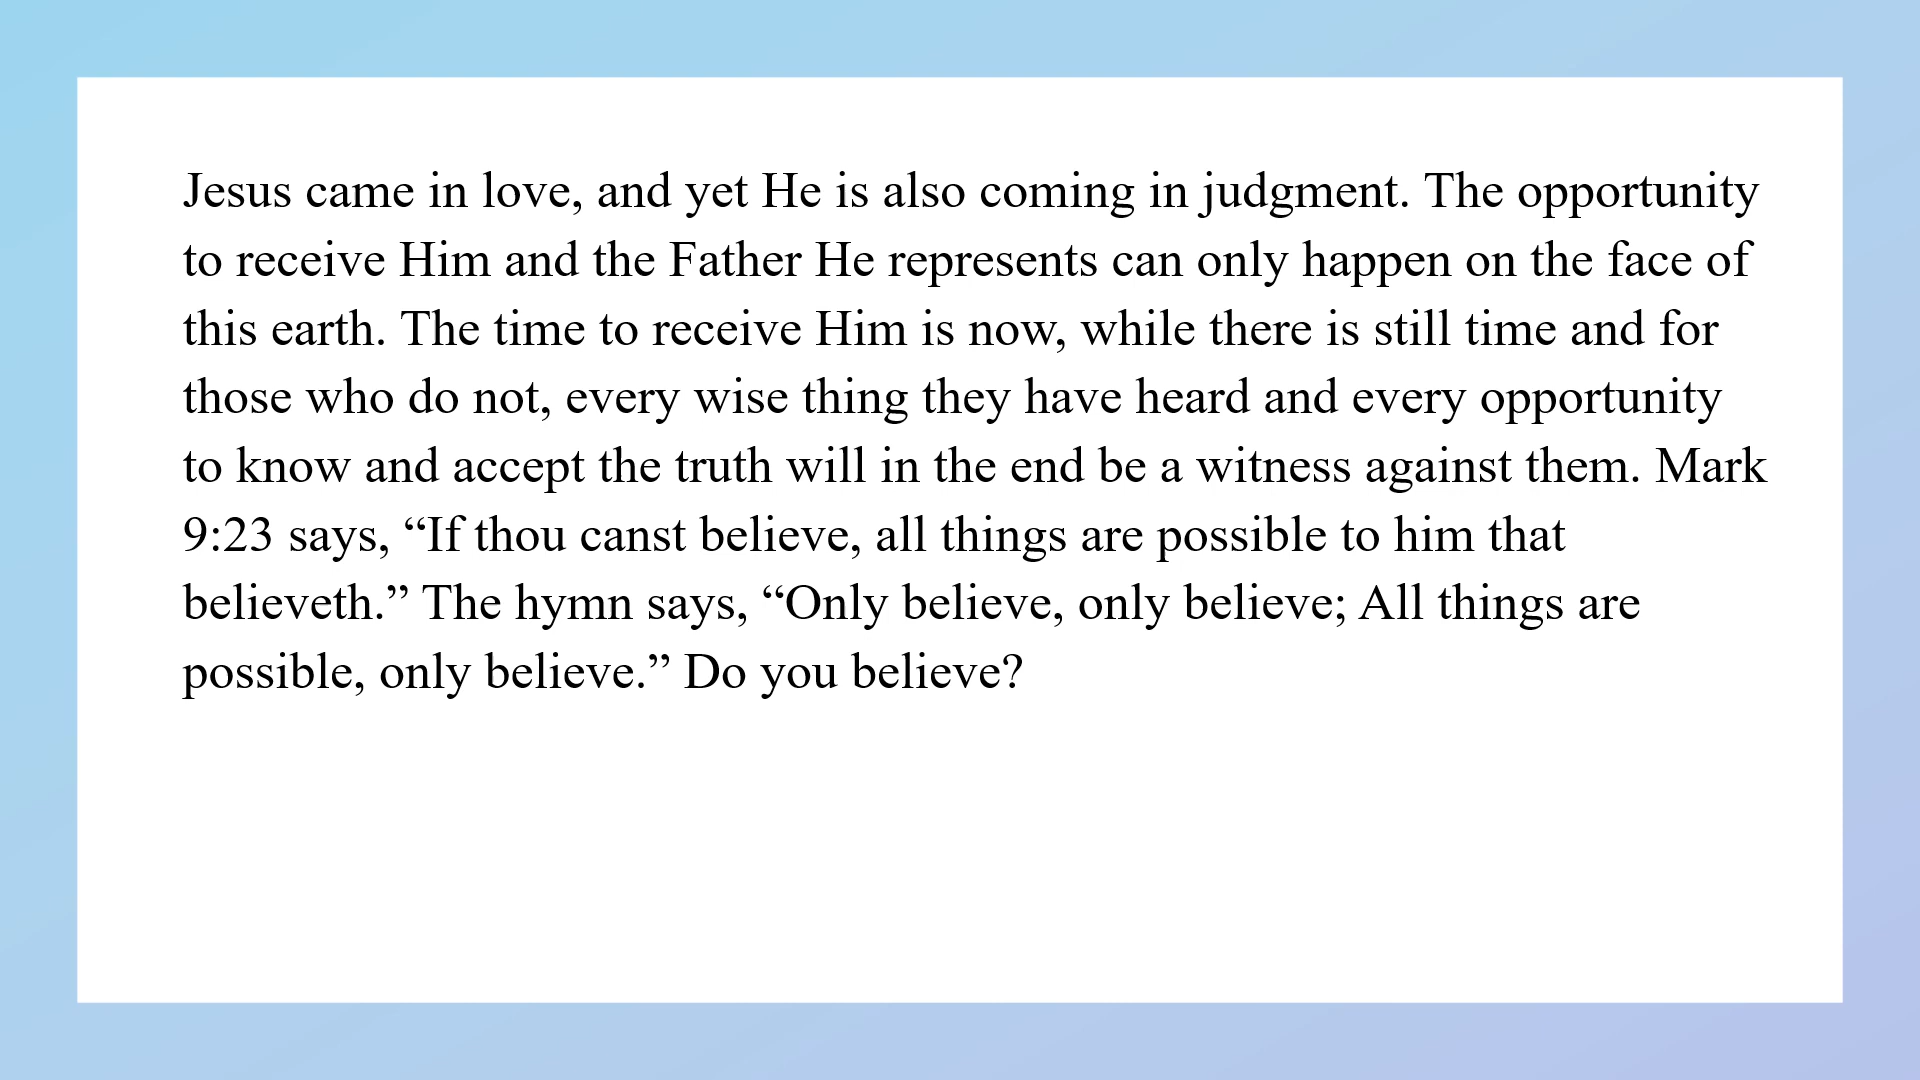 Jesus came in love, and yet He is also coming in judgment. The opportunity
to receive Him and the Father He represents can only happen on the face of
this earth. The time to receive Him is now, while there is still time and for
those who do not, every wise thing they have heard and every opportunity
to know and accept the truth will in the end be a witness against them. Mark
9:23 says, “If thou canst believe, all things are possible to him that
believeth.” The hymn says, “Only believe, only believe; All things are
possible, only believe.” Do you believe?